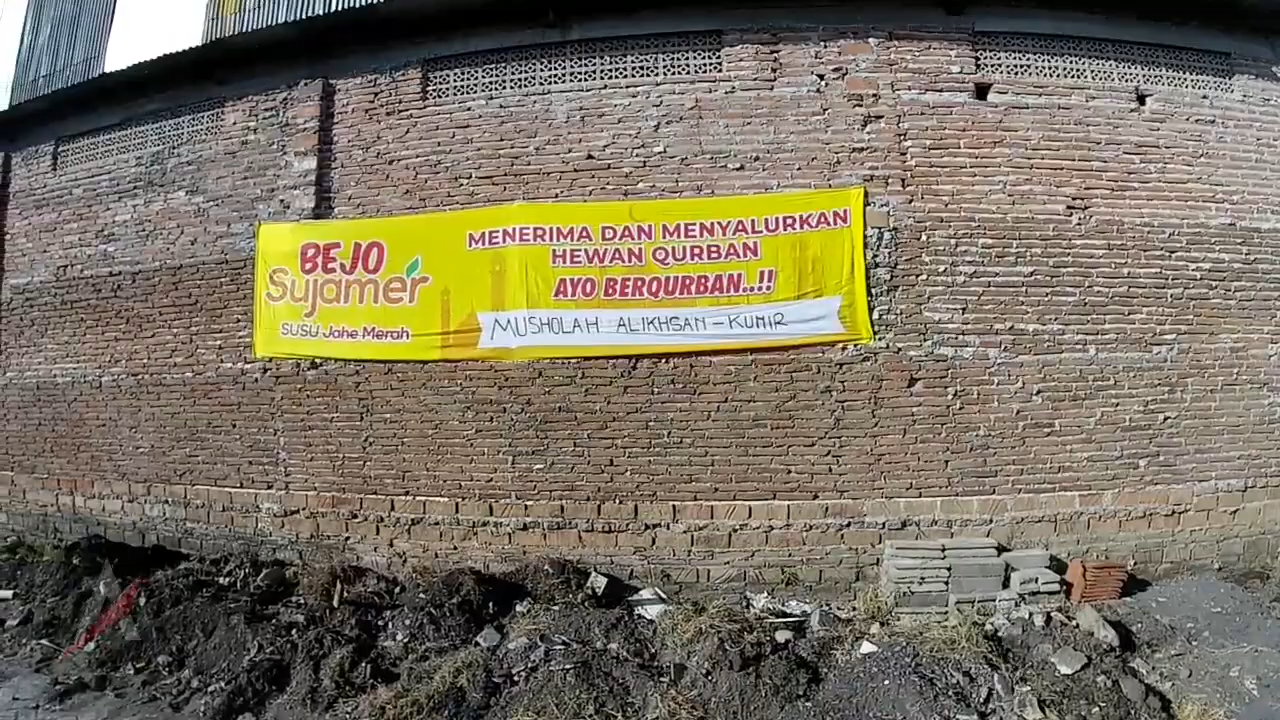 BEJO
Sujamer
SUSU Jahe Merah
MENERIMA DAN MENYALURKAN
HEWAN QURBAN
AYO BERQURBAN..!!
MUSHOLAH ALIKHSAN - KUMIR